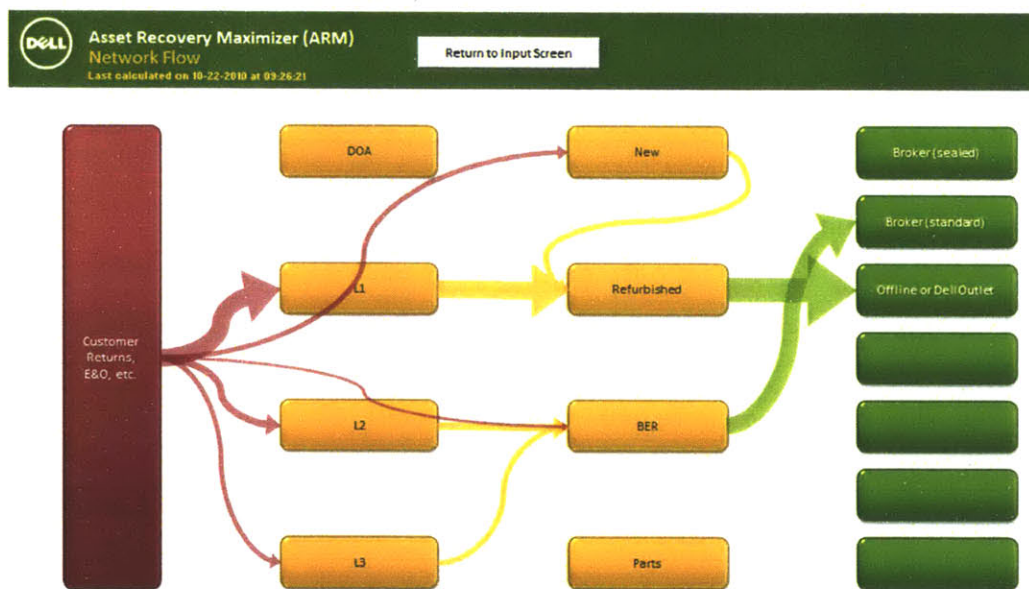 DELL
Asset Recovery Maximizer (ARM)
Network Flow
Last calculated on 10-22-2010 at 09:26:21
Return to Input Screen
DOA
New
Broker (sealed)
Broker (standard)
L1
Refurbished
Offline or Dell Outlet
Customer
Returns,
E&O, etc.
L2
BER
L3
Parts